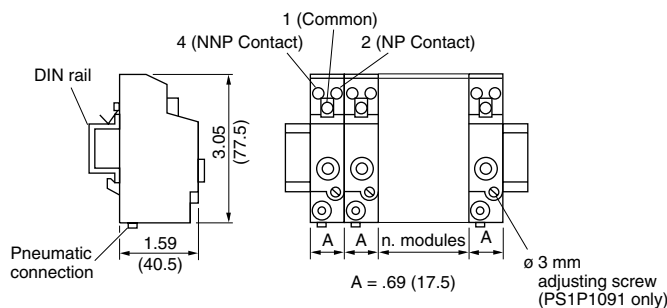 1 (Common)
4 (NNP Contact)
2 (NP Contact)
DIN rail
3.05
(77.5)
Pneumatic
connection
1.59
(40.5)
A
A
n. modules
A
A = .69 (17.5)
ø 3 mm
adjusting screw
(PS1P1091 only)